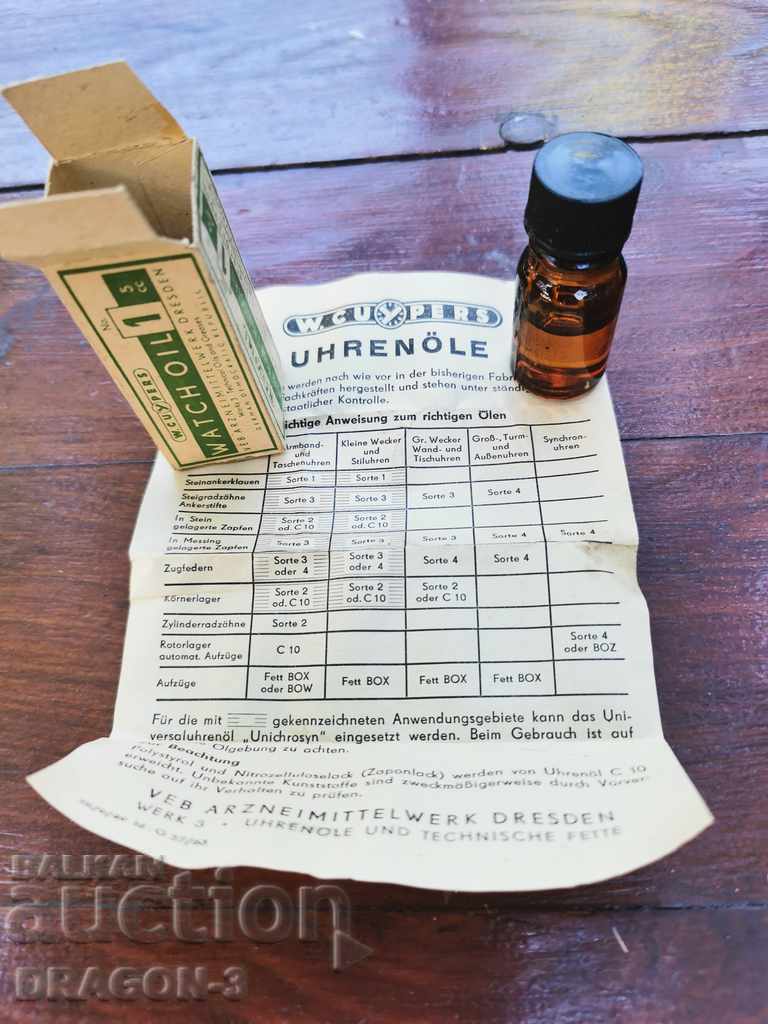 W. CUYPERS
WATCH OIL No. 1 5 cc
VEB ARZNEIMITTELWERK DRESDEN
W. CUYPERS
UHRENÖLE
werden nach wie vor in der bisherigen
fachkräften hergestellt und stehen unter
staatlicher Kontrolle.
Anweisung zum richtigen Ölen
und Taschenuhren
Kleine Wecker und Stiluhren
Gr. Wecker Wand- und Tischuhren
Groß-, Turm- und Außenuhren
Synchron-uhren
Steinankerklauen Sorte 1 Sorte 1
Steigradzähne Ankerstifte Sorte 3 Sorte 3 Sorte 3 Sorte 4
In Stein gelagerte Zapfen Sorte 2 od. C 10 Sorte 2 od. C 10
In Messing gelagerte Zapfen Sorte 3 Sorte 3 Sorte 3 Sorte 4 Sorte 4
Zugfedern Sorte 3 oder 4 Sorte 3 oder 4 Sorte 4 Sorte 4
Körnerlager Sorte 2 od. C 10 Sorte 2 od. C 10 Sorte 2 oder C 10
Zylinderradzähne Sorte 2
Rotorlager automat. Aufzüge C 10 Sorte 4 oder BOZ
Aufzüge Fett BOX oder BOW Fett BOX Fett BOX Fett BOX
Für die mit gekennzeichneten Anwendungsgebiete kann das Uni-
versaluhrenöl „Unichrosyn" eingesetzt werden. Beim Gebrauch ist auf
Ölgebung zu achten.
Beachtung
Polystyrol und Nitrozelluloselack (Zaponlack) werden von Uhrenöl C 10
erweicht. Unbekannte Kunststoffe sind zweckmäßigerweise durch Vorver-
suche auf ihr Verhalten zu prüfen.
VEB ARZNEIMITTELWERK DRESDEN
WERK 3 · UHRENÖLE UND TECHNISCHE FETTE
BALKAN
auction
DRAGON-3